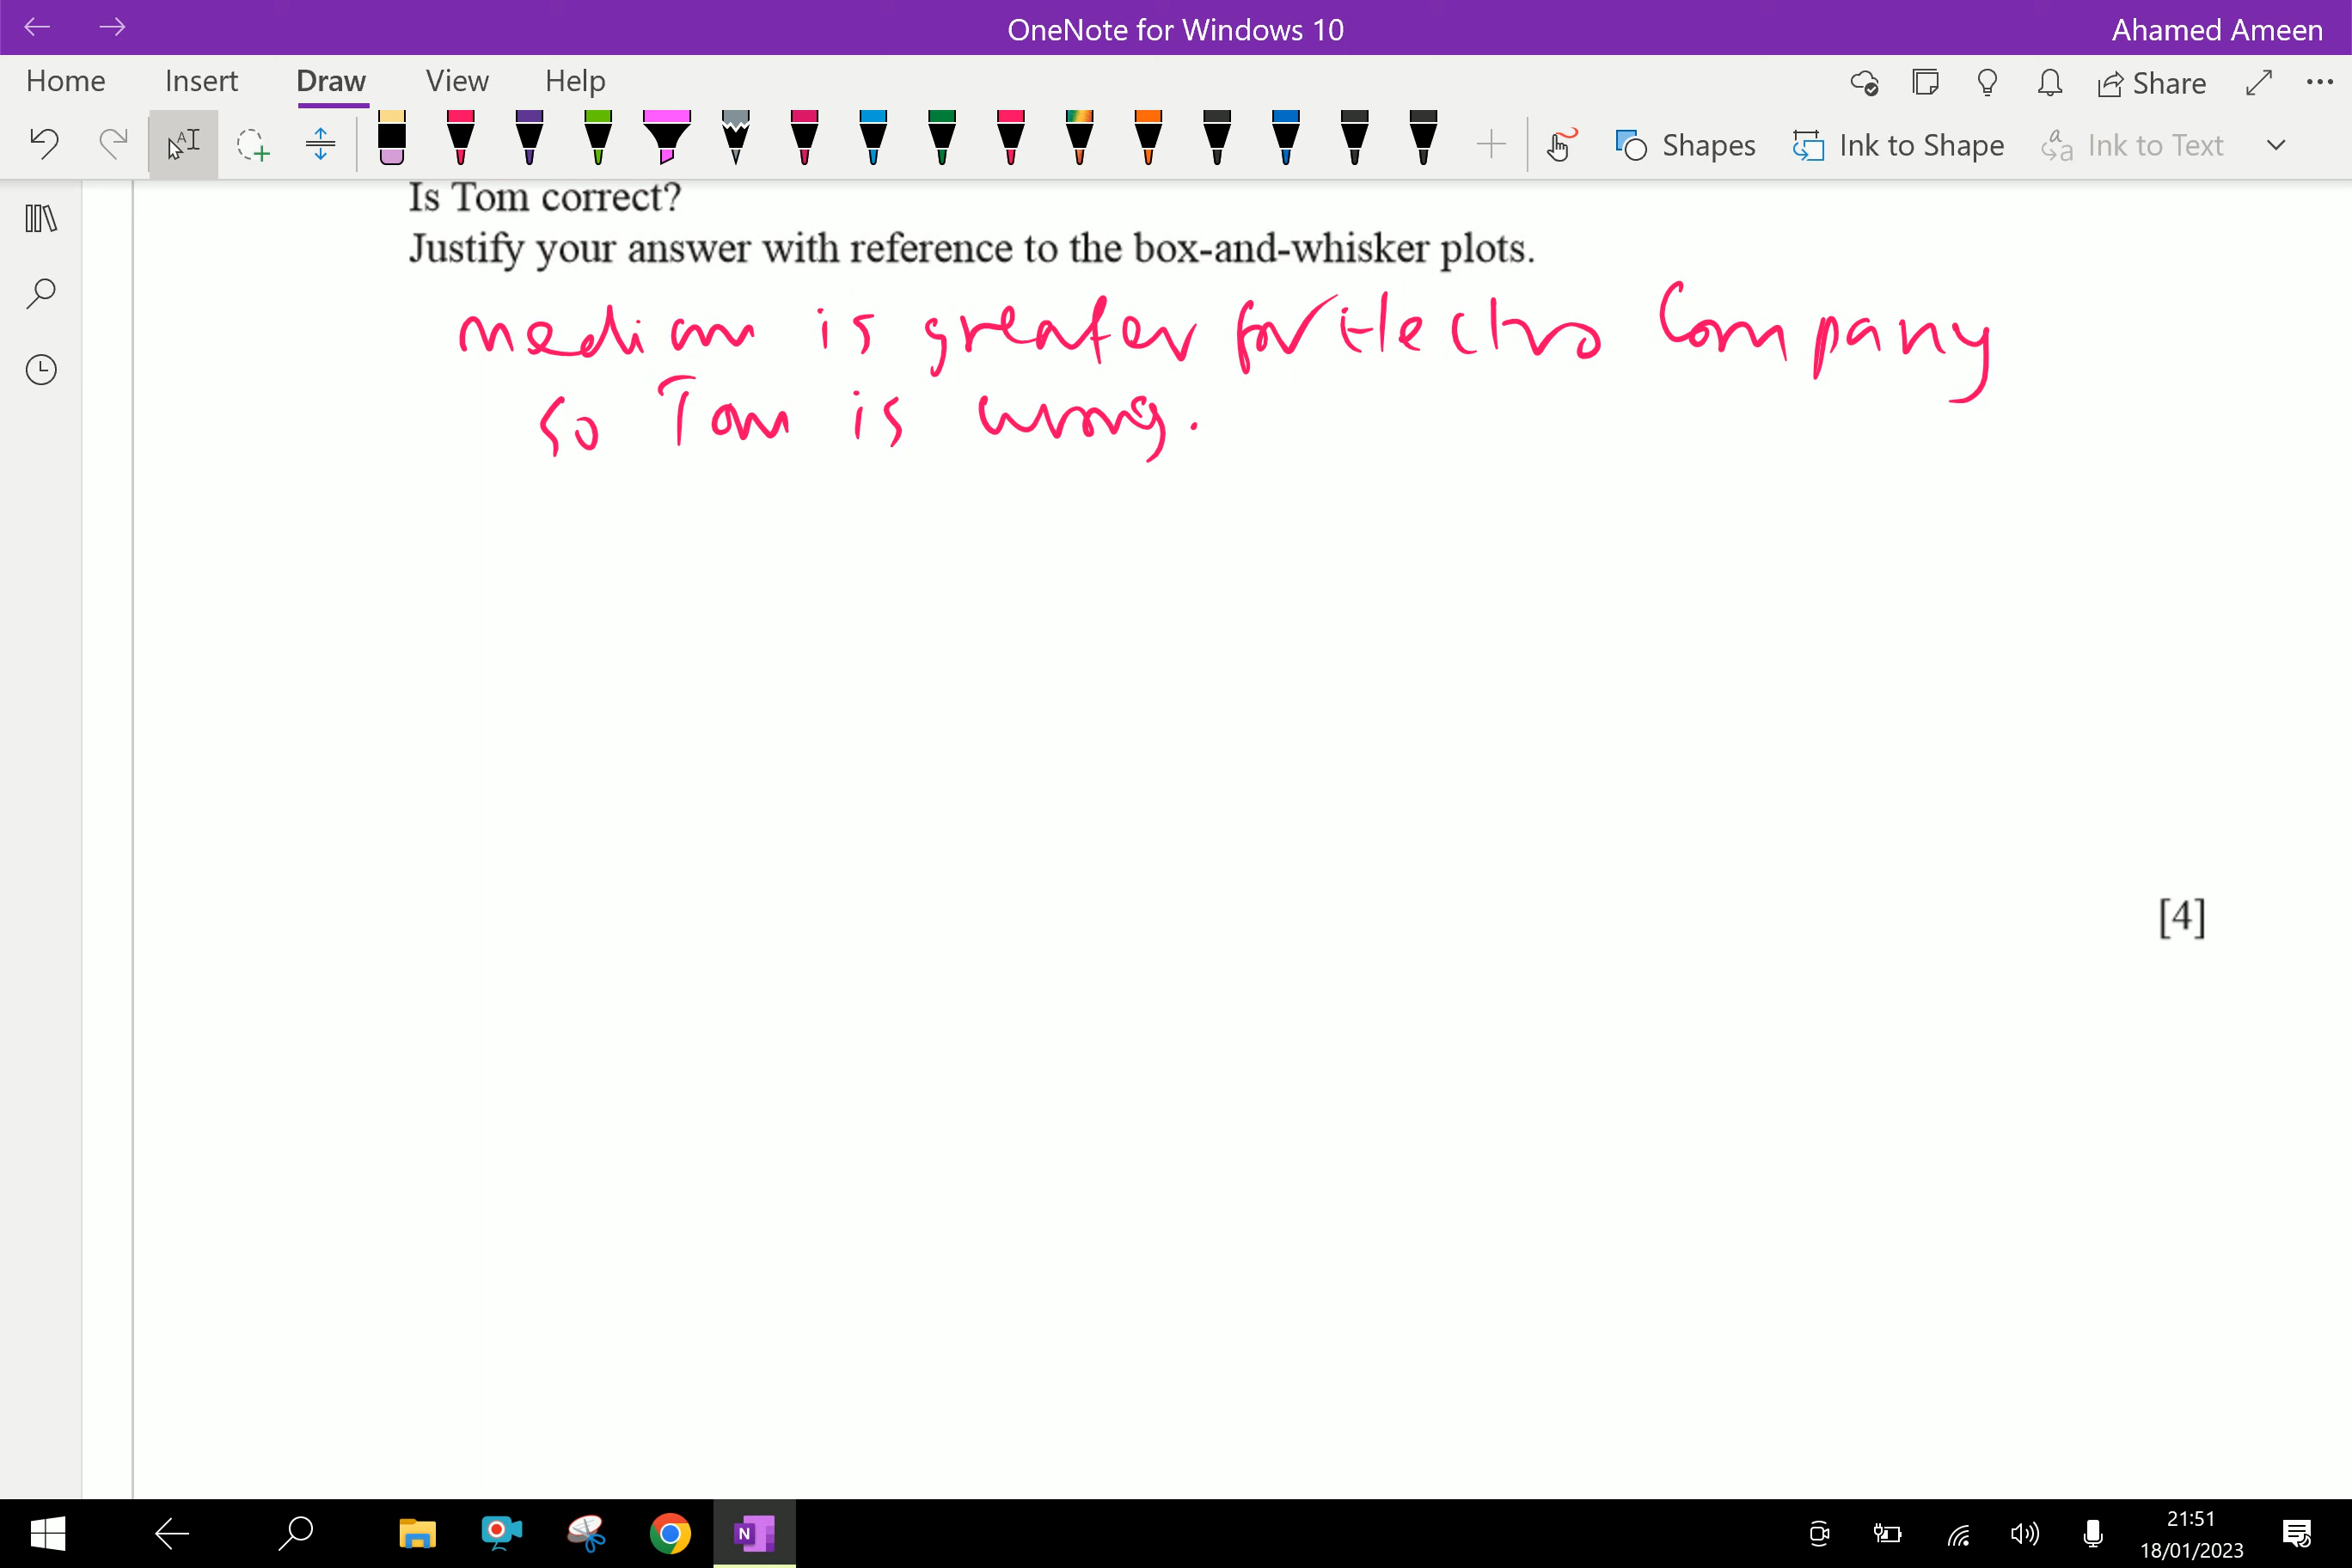 OneNote for Windows 10
Ahamed Ameen
Home Insert Draw View Help
Share
Shapes Ink to Shape Ink to Text
Is Tom correct?
Justify your answer with reference to the box-and-whisker plots.
median is greater for Electro Company
so Tom is wrong.
[4]
21:51
18/01/2023